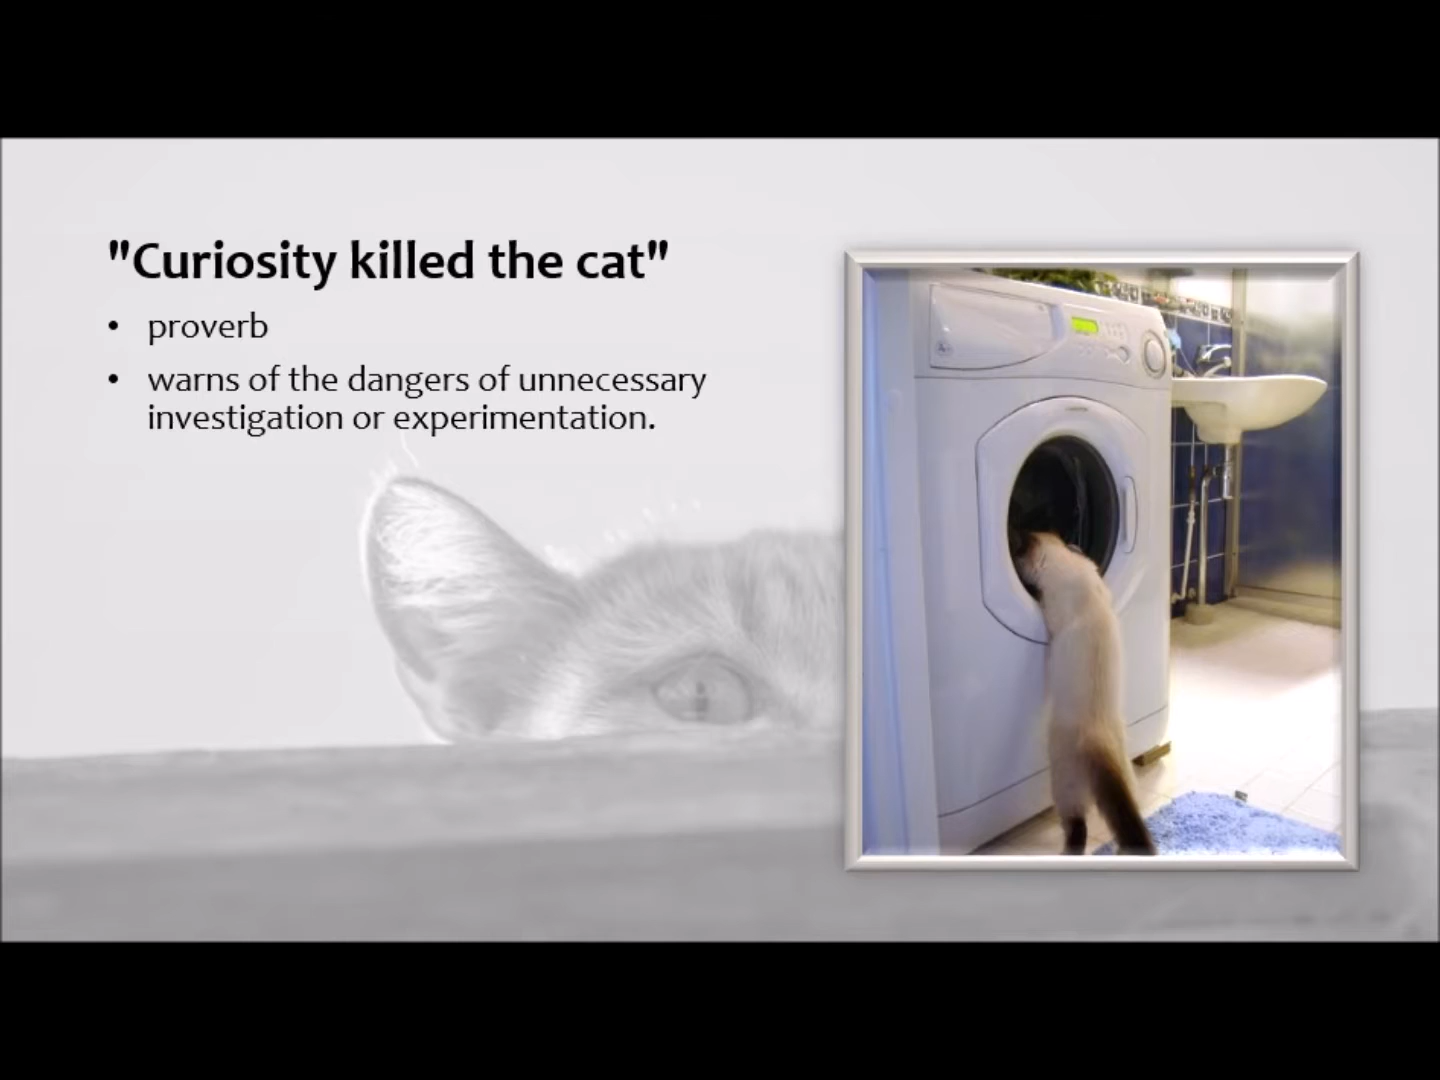 "Curiosity killed the cat"
• proverb
• warns of the dangers of unnecessary
investigation or experimentation.